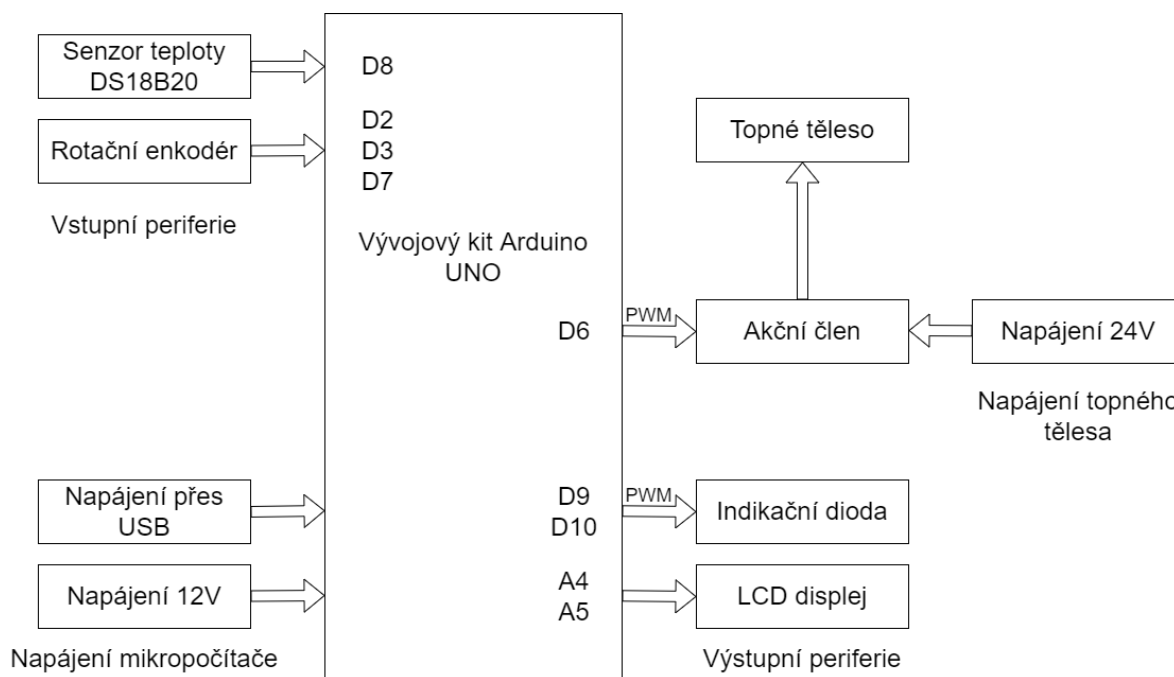 Senzor teploty
DS18B20
D8
Rotační enkodér
D2
D3
D7
Vstupní periferie
Vývojový kit Arduino
UNO
Topné těleso
D6
PWM
Akční člen
Napájení 24V
Napájení topného
tělesa
Napájení přes
USB
Napájení 12V
Napájení mikropočítače
D9
D10
PWM
Indikační dioda
A4
A5
LCD displej
Výstupní periferie